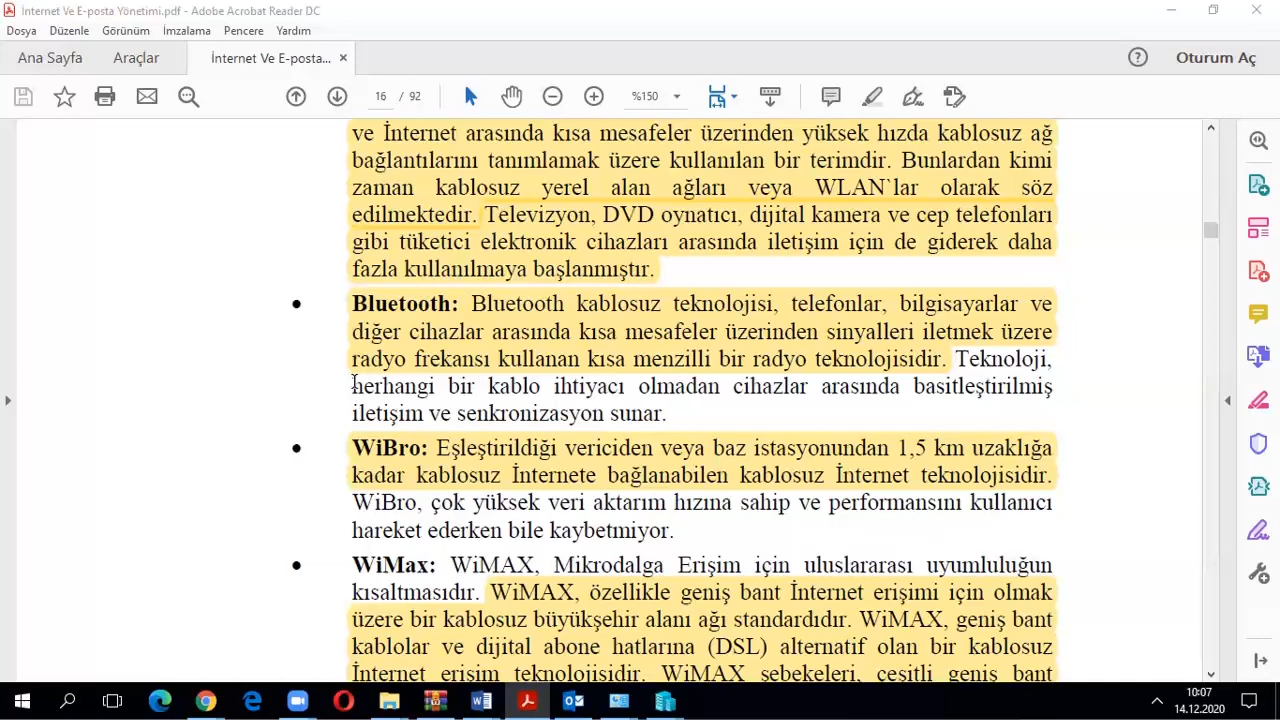 İnternet Ve E-posta Yönetimi.pdf - Adobe Acrobat Reader DC
Dosya Düzenle Görünüm İmzalama Pencere Yardım
Ana Sayfa Araçlar İnternet Ve E-posta... × Oturum Aç
16 / 92 %150
ve İnternet arasında kısa mesafeler üzerinden yüksek hızda kablosuz ağ
bağlantılarını tanımlamak üzere kullanılan bir terimdir. Bunlardan kimi
zaman kablosuz yerel alan ağları veya WLAN`lar olarak söz
edilmektedir. Televizyon, DVD oynatıcı, dijital kamera ve cep telefonları
gibi tüketici elektronik cihazları arasında iletişim için de giderek daha
fazla kullanılmaya başlanmıştır.
• Bluetooth: Bluetooth kablosuz teknolojisi, telefonlar, bilgisayarlar ve
diğer cihazlar arasında kısa mesafeler üzerinden sinyalleri iletmek üzere
radyo frekansı kullanan kısa menzilli bir radyo teknolojisidir. Teknoloji,
herhangi bir kablo ihtiyacı olmadan cihazlar arasında basitleştirilmiş
iletişim ve senkronizasyon sunar.
• WiBro: Eşleştirildiği vericiden veya baz istasyonundan 1,5 km uzaklığa
kadar kablosuz İnternete bağlanabilen kablosuz İnternet teknolojisidir.
WiBro, çok yüksek veri aktarım hızına sahip ve performansını kullanıcı
hareket ederken bile kaybetmiyor.
• WiMax: WiMAX, Mikrodalga Erişim için uluslararası uyumluluğun
kısaltmasıdır. WiMAX, özellikle geniş bant İnternet erişimi için olmak
üzere bir kablosuz büyükşehir alanı ağı standardıdır. WiMAX, geniş bant
kablolar ve dijital abone hatlarına (DSL) alternatif olan bir kablosuz
İnternet erişim teknolojisidir. WiMAX şebekeleri, çeşitli geniş bant
10:07
14.12.2020